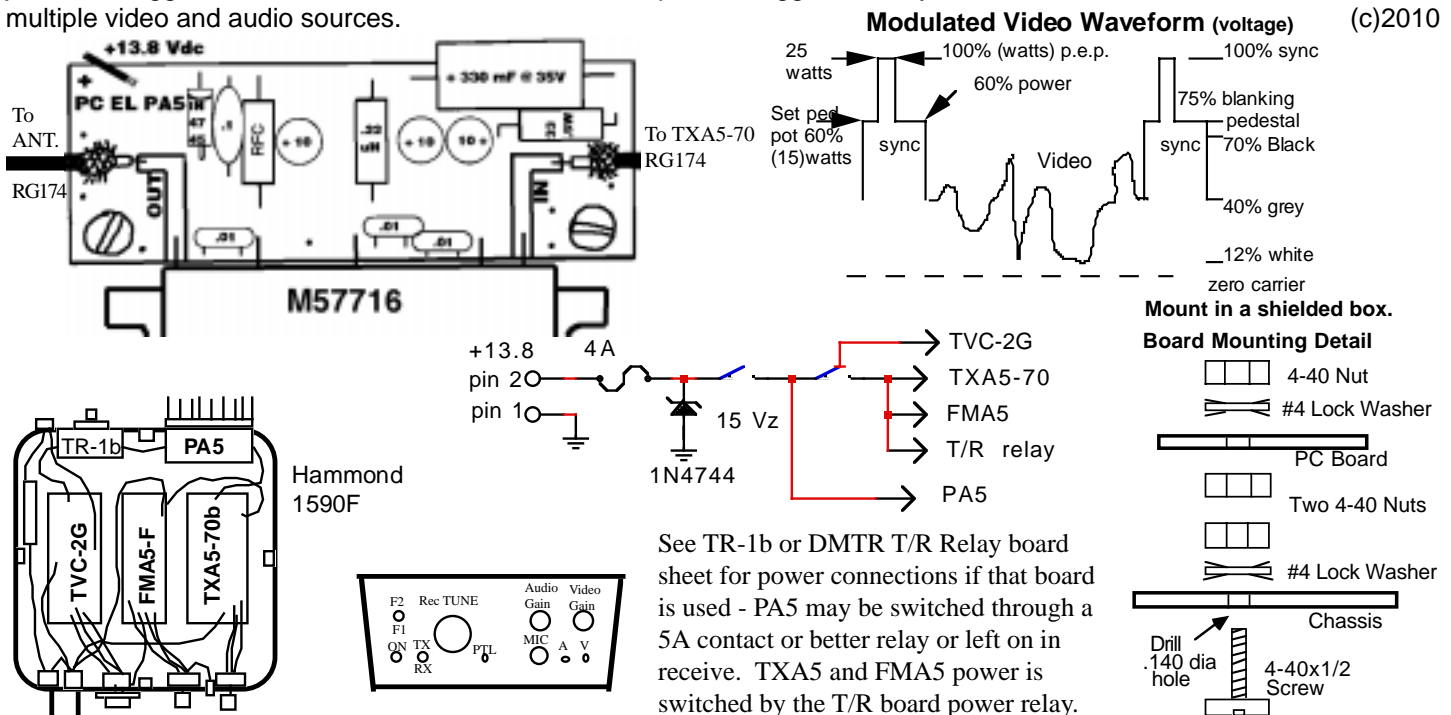 multiple video and audio sources.
(c)2010
+13.8 Vdc
+
PC EL PA5
47
45
.1
RFC
+ 10
.22
uH
+ 10
10 +
+ 330 mF @ 35V
33
To
ANT.
RG174
OUT
IN
To TXA5-70
RG174
.01
.01
.01
M57716
Modulated Video Waveform (voltage)
25
watts
100% (watts) p.e.p.
60% power
Set ped
pot 60%
(15)watts
sync
Video
sync
100% sync
75% blanking
pedestal
70% Black
40% grey
12% white
zero carrier
Mount in a shielded box.
Board Mounting Detail
4-40 Nut
#4 Lock Washer
PC Board
Two 4-40 Nuts
#4 Lock Washer
Chassis
Drill
.140 dia
hole
4-40x1/2
Screw
+13.8
4 A
pin 2
pin 1
15 Vz
1N4744
TVC-2G
TXA5-70
FMA5
T/R relay
PA5
TR-1b
PA5
TVC-2G
FMA5-F
TXA5-70b
Hammond
1590F
F2
F1
ON
TX
RX
Rec TUNE
PTL
Audio
Gain
Video
Gain
MIC
A
V
See TR-1b or DMTR T/R Relay board
sheet for power connections if that board
is used - PA5 may be switched through a
5A contact or better relay or left on in
receive. TXA5 and FMA5 power is
switched by the T/R board power relay.